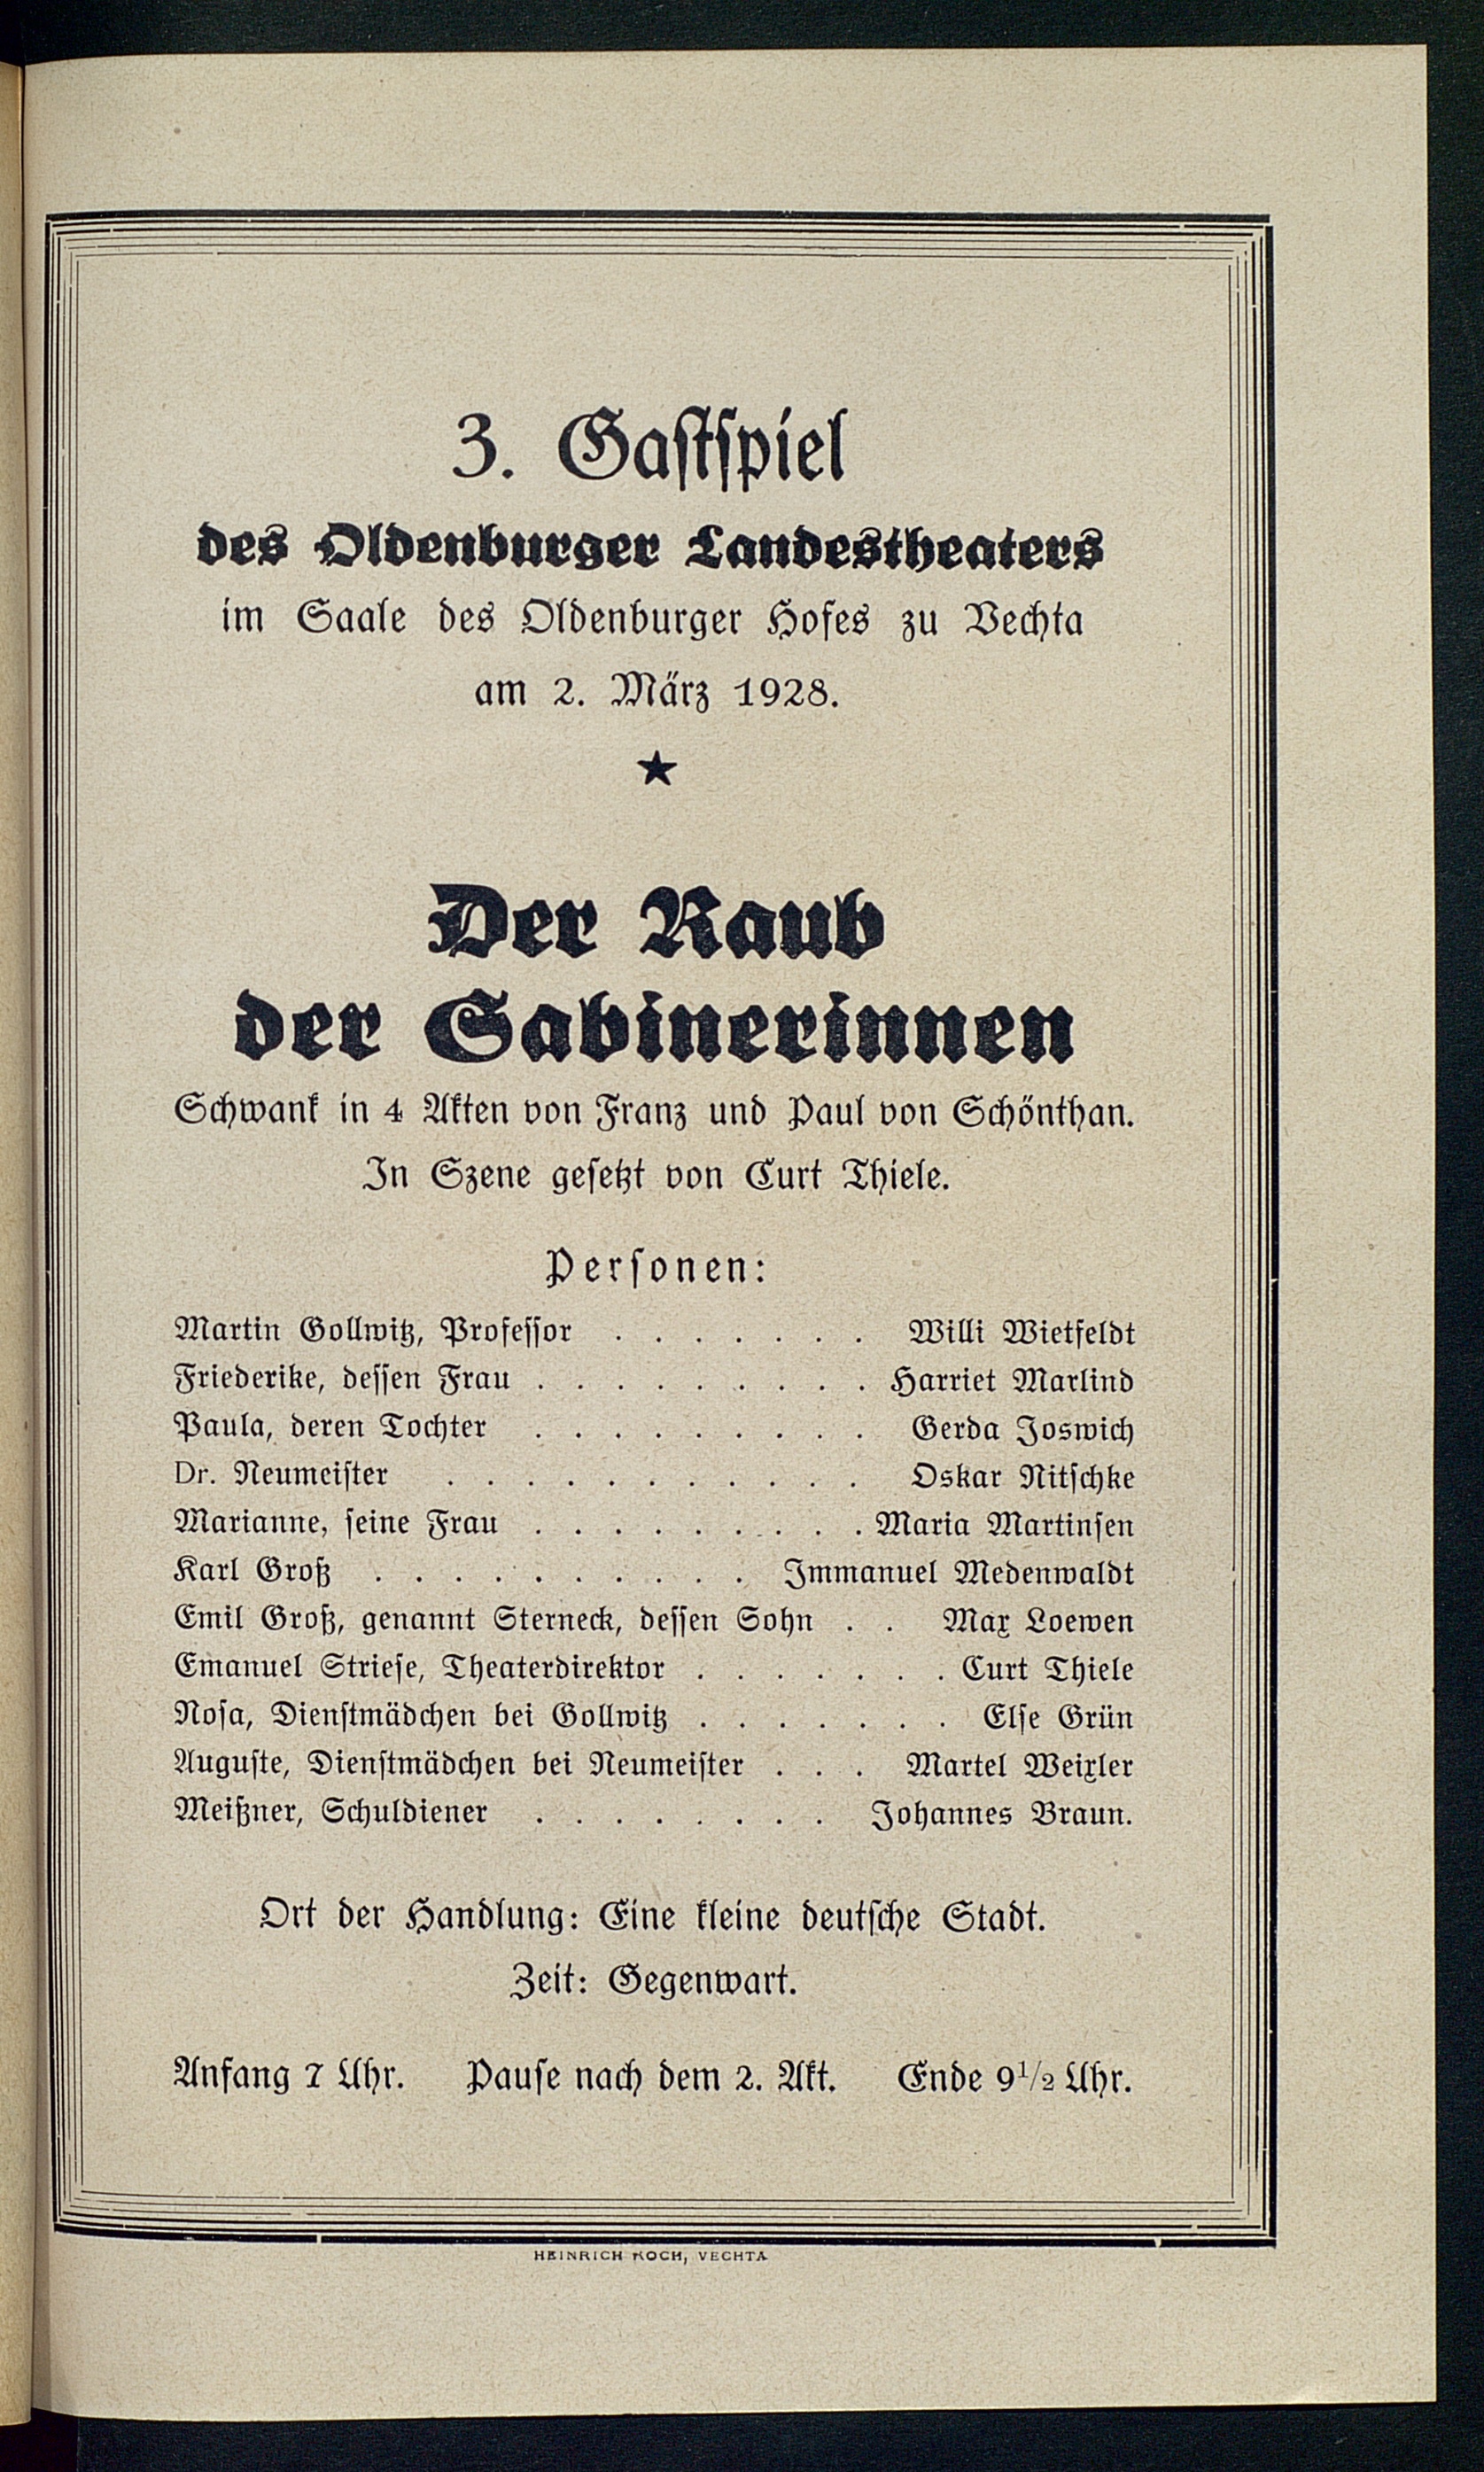 3. Gastspiel
des Oldenburger Landestheaters
im Saale des Oldenburger Hofes zu Vechta
am 2. März 1928.
★
Der Raub
der Sabinerinnen
Schwank in 4 Akten von Franz und Paul von Schönthan.
In Szene gesetzt von Curt Thiele.
Personen:
Martin Gollwitz, Professor . . . . . . . Willi Wietfeldt
Friederike, dessen Frau . . . . . . . . . Harriet Marlind
Paula, deren Tochter . . . . . . . . . Gerda Joswich
Dr. Neumeister . . . . . . . . . . . Oskar Nitschke
Marianne, seine Frau . . . . . . . . . Maria Martinsen
Karl Groß . . . . . . . . . . Immanuel Medenwaldt
Emil Groß, genannt Sterneck, dessen Sohn . . Max Loewen
Emanuel Striese, Theaterdirektor . . . . . . . Curt Thiele
Rosa, Dienstmädchen bei Gollwitz . . . . . . . Else Grün
Auguste, Dienstmädchen bei Neumeister . . . Martel Weixler
Meißner, Schuldiener . . . . . . . . Johannes Braun.
Ort der Handlung: Eine kleine deutsche Stadt.
Zeit: Gegenwart.
Anfang 7 Uhr. Pause nach dem 2. Akt. Ende 9½ Uhr.
HEINRICH KOCH, VECHTA